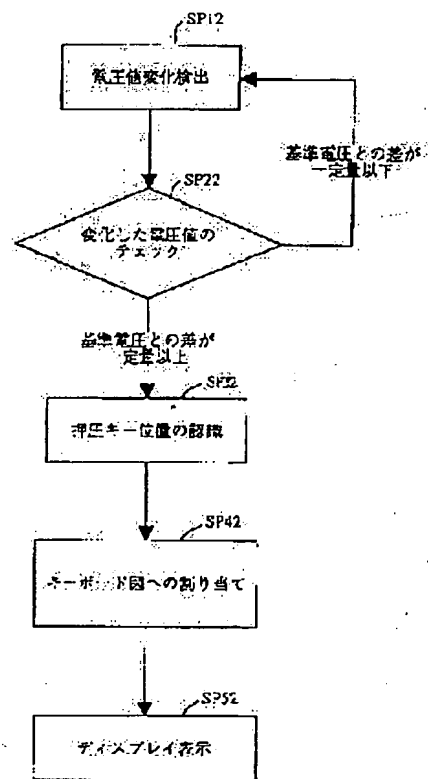 SP12
電圧値変化検出
基準電圧との差が
一定量以下
SP22
変化した電圧値の
チェック
基準電圧との差が
定量以上
SP32
押圧キー位置の認識
SP42
キーボード図への割り当て
SP52
ディスプレイ表示